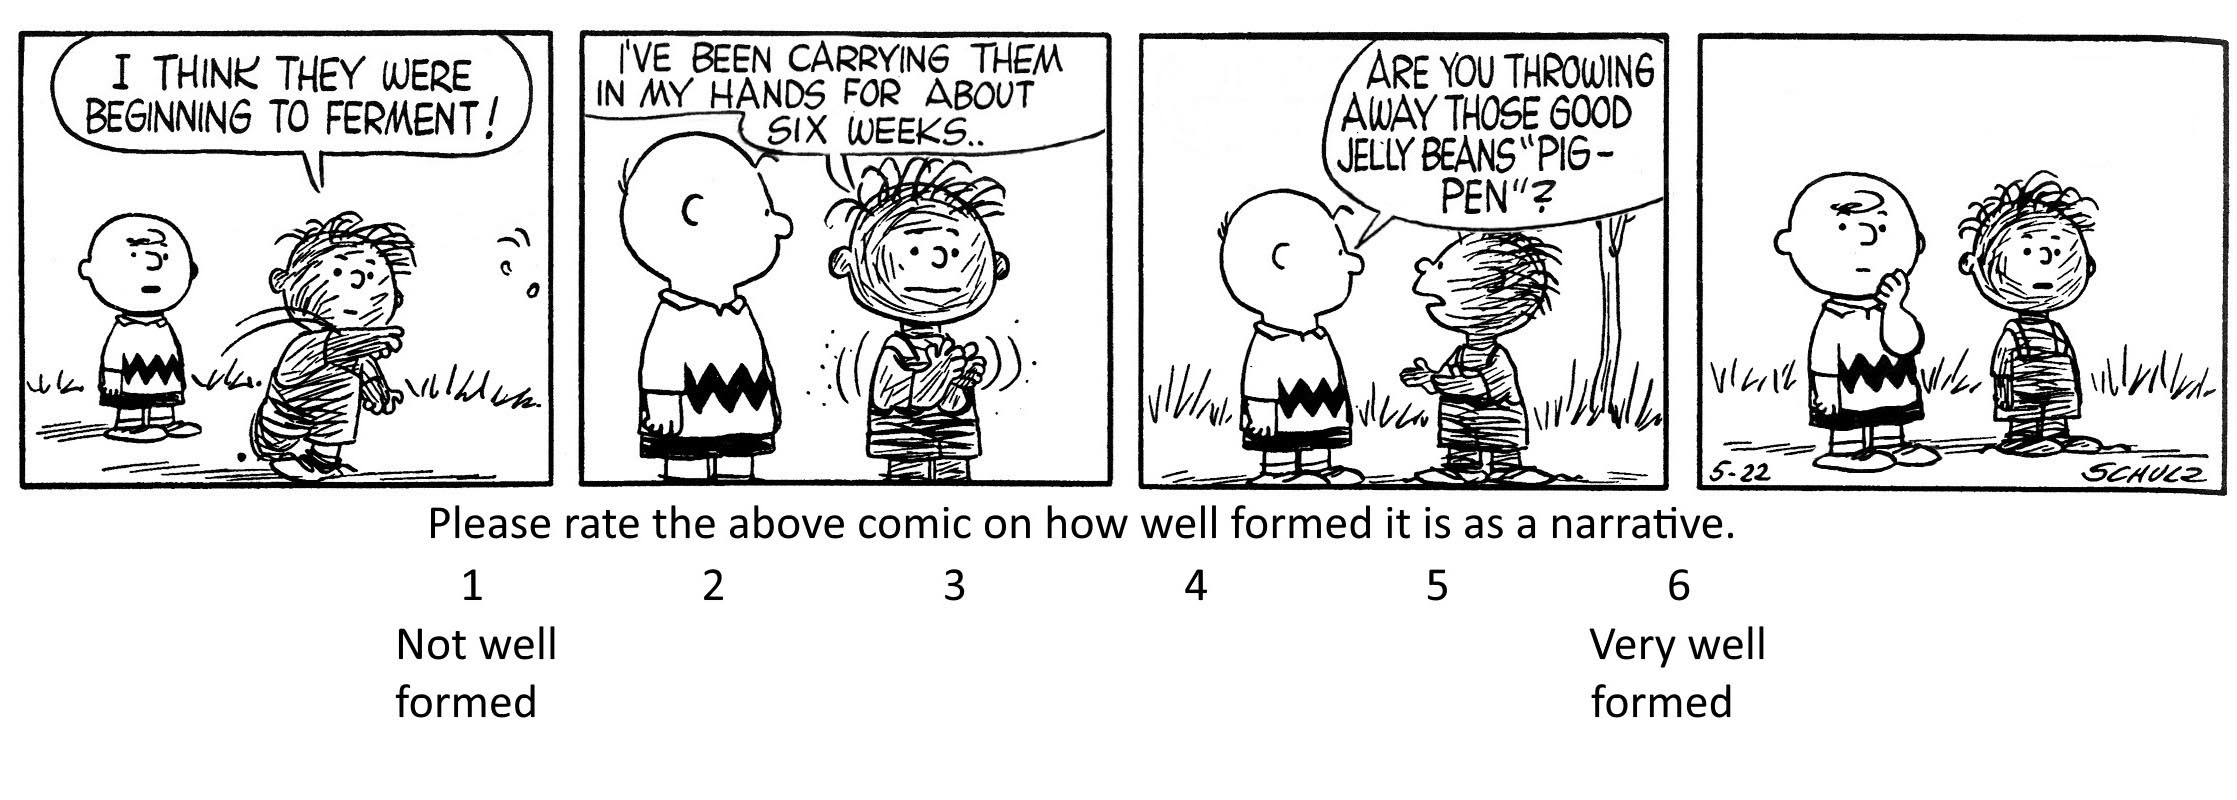 I THINK THEY WERE
BEGINNING TO FERMENT!
I'VE BEEN CARRYING THEM
IN MY HANDS FOR ABOUT
SIX WEEKS..
ARE YOU THROWING
AWAY THOSE GOOD
JELLY BEANS "PIG-
PEN"?
5-22
SCHULZ
Please rate the above comic on how well formed it is as a narrative.
1 2 3 4 5 6
Not well
formed
Very well
formed